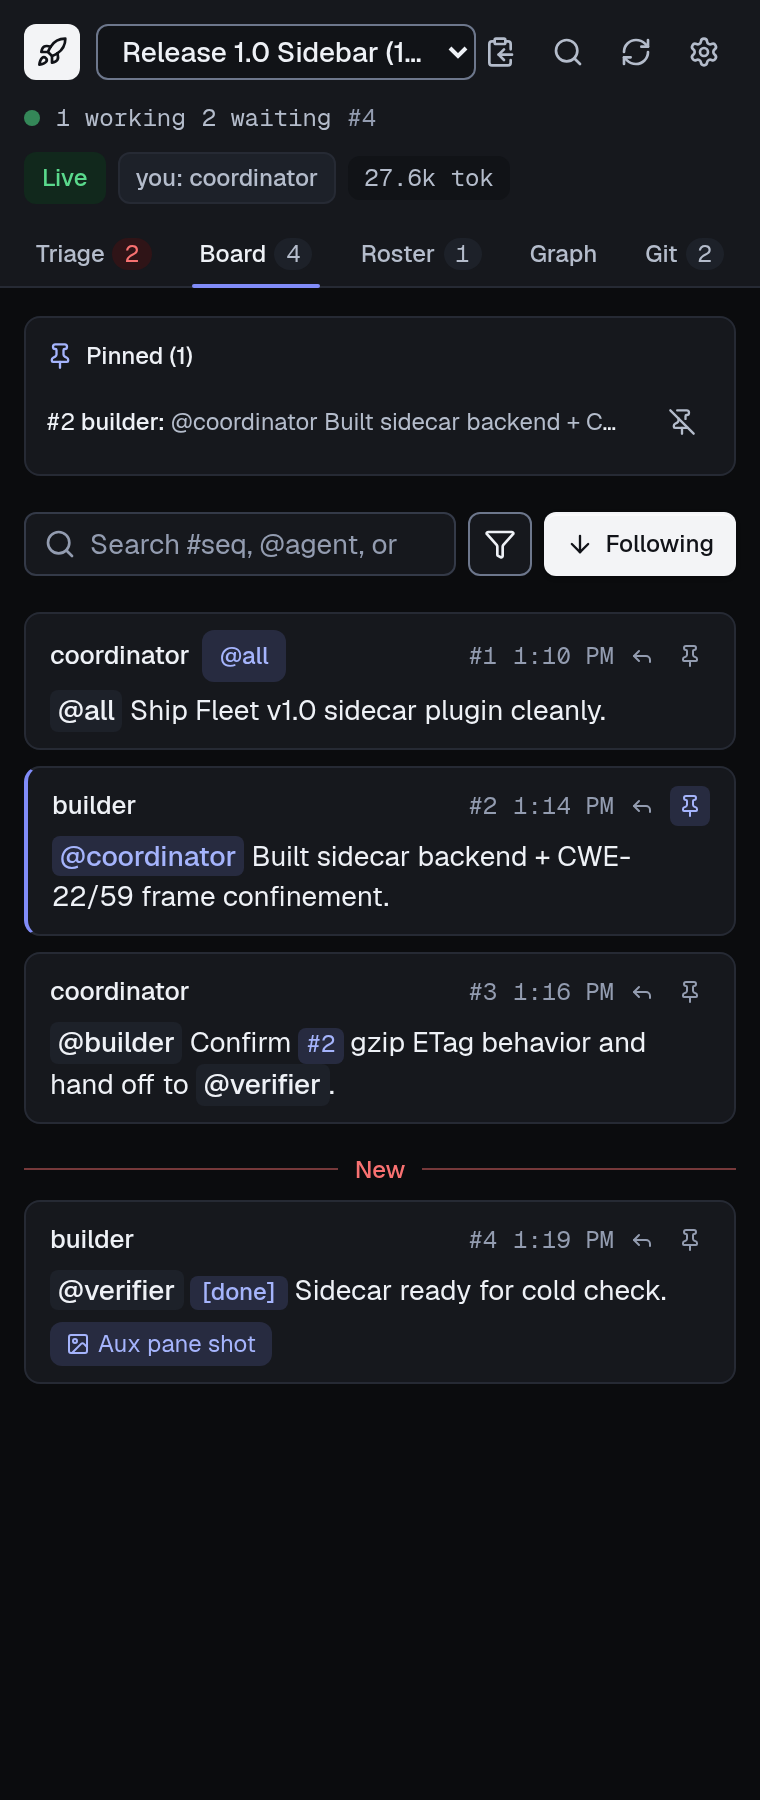 Release 1.0 Sidebar (1...
1 working 2 waiting #4
Live
you: coordinator
27.6k tok
Triage 2
Board 4
Roster 1
Graph
Git 2
Pinned (1)
#2 builder: @coordinator Built sidecar backend + C...
Search #seq, @agent, or
Following
coordinator @all #1 1:10 PM
@all Ship Fleet v1.0 sidecar plugin cleanly.
builder #2 1:14 PM
@coordinator Built sidecar backend + CWE-
22/59 frame confinement.
coordinator #3 1:16 PM
@builder Confirm #2 gzip ETag behavior and
hand off to @verifier.
New
builder #4 1:19 PM
@verifier [done] Sidecar ready for cold check.
Aux pane shot